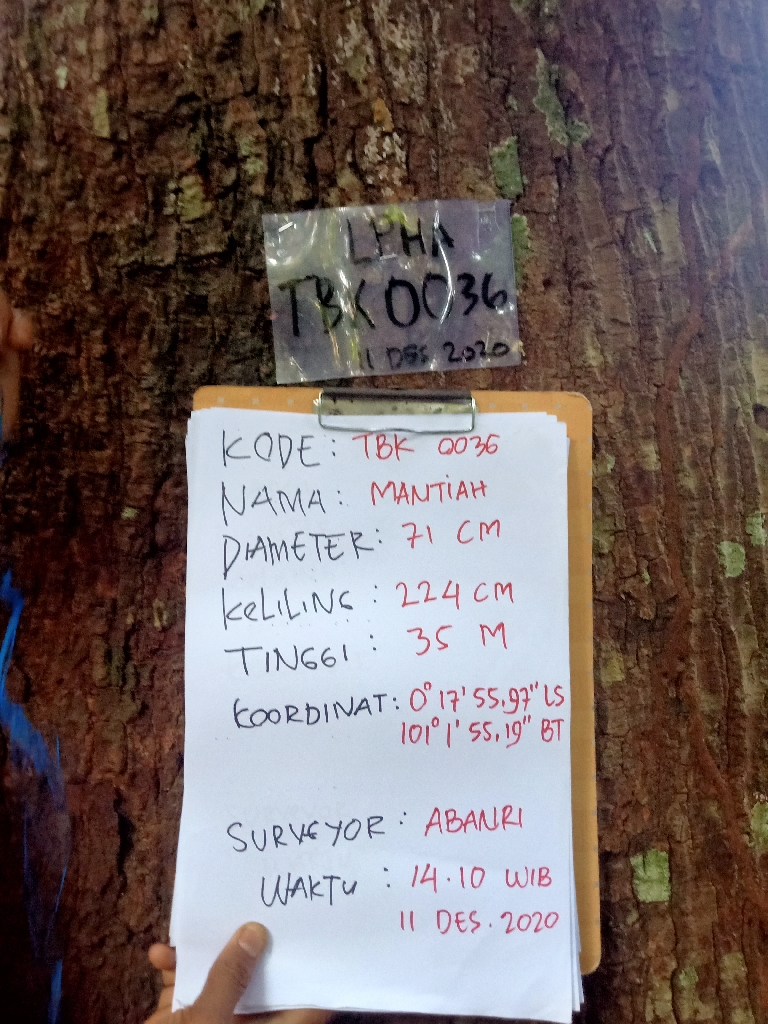 LPHA
TBK 0036
11 DES 2020
KODE : TBK 0036
NAMA : MANTIAH
DIAMETER : 71 CM
KELILING : 224 CM
TINGGI : 35 M
KOORDINAT : 0° 17' 55,97" LS
101° 1' 55,19" BT
SURVEYOR : ABANRI
WAKTU : 14.10 WIB
11 DES. 2020